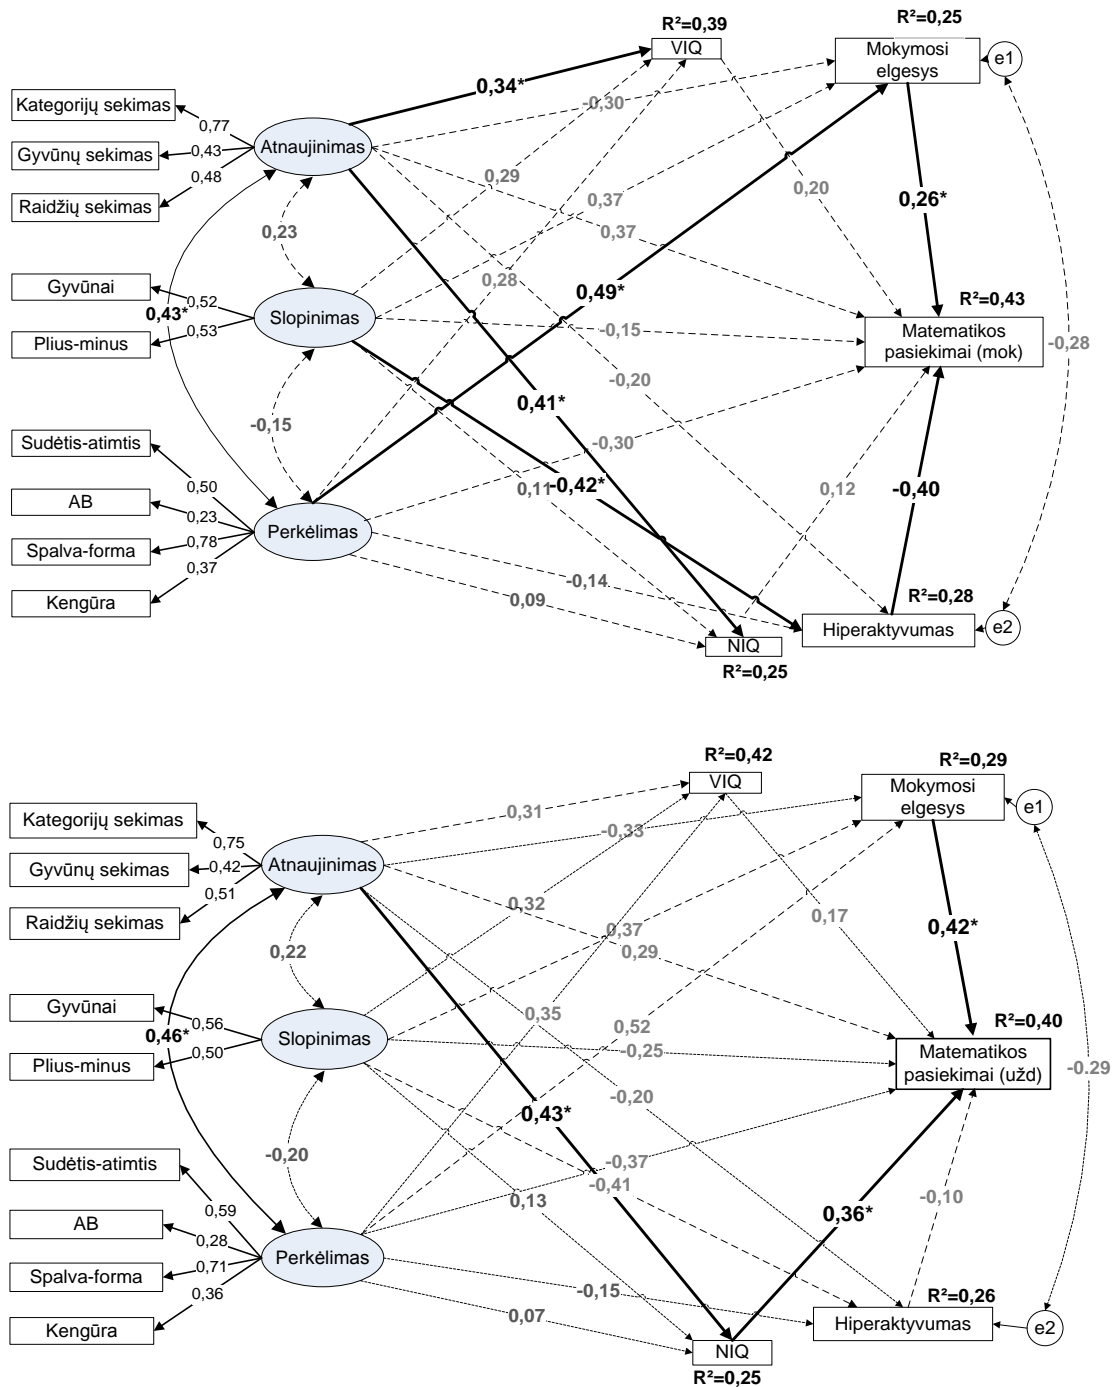 R²=0,39
VIQ
R²=0,25
Mokymosi
elgesys
e1
0,34*
-0,30
Kategorijų sekimas
0,77
Gyvūnų sekimas
0,43
Raidžių sekimas
0,48
Atnaujinimas
0,29
0,20
0,37
0,26*
0,37
0,23
0,28
0,49*
R²=0,43
Gyvūnai
0,52
0,43*
Plius-minus
0,53
Slopinimas
-0,15
Matematikos
pasiekimai (mok)
-0,28
-0,20
0,41*
-0,15
-0,30
Sudėtis-atimtis
0,50
AB
0,23
Spalva-forma
0,78
Kengūra
0,37
Perkėlimas
0,11
-0,42*
0,12
-0,40
-0,14
0,09
R²=0,28
Hiperaktyvumas
e2
NIQ
R²=0,25
R²=0,42
VIQ
R²=0,29
Mokymosi
elgesys
e1
0,31
-0,33
Kategorijų sekimas
0,75
Gyvūnų sekimas
0,42
Raidžių sekimas
0,51
Atnaujinimas
0,32
0,17
0,37
0,42*
0,29
0,22
0,35
0,52
R²=0,40
Gyvūnai
0,56
0,46*
Plius-minus
0,50
Slopinimas
-0,25
Matematikos
pasiekimai (užd)
-0.29
-0,20
0,43*
-0,20
-0,37
-0,41
0,13
Sudėtis-atimtis
0,59
AB
0,28
Spalva-forma
0,71
Kengūra
0,36
Perkėlimas
-0,10
0,36*
-0,15
0,07
R²=0,26
Hiperaktyvumas
e2
NIQ
R²=0,25